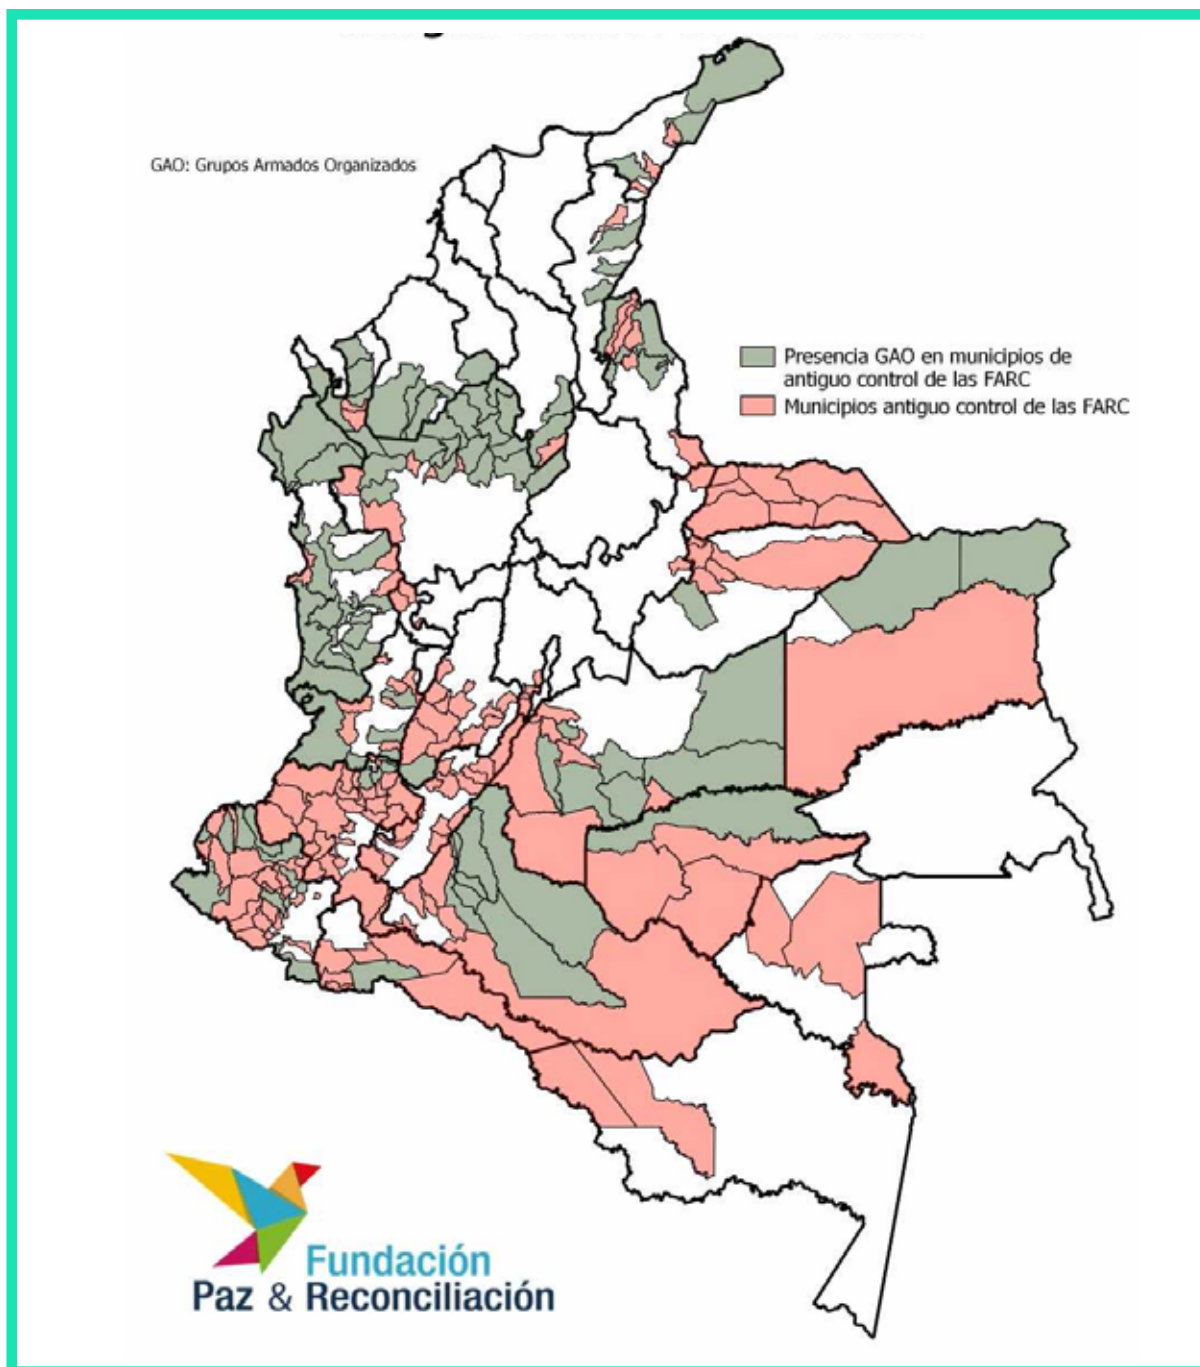 GAO: Grupos Armados Organizados
Presencia GAO en municipios de
antiguo control de las FARC
Municipios antiguo control de las FARC
Fundación
Paz & Reconciliación